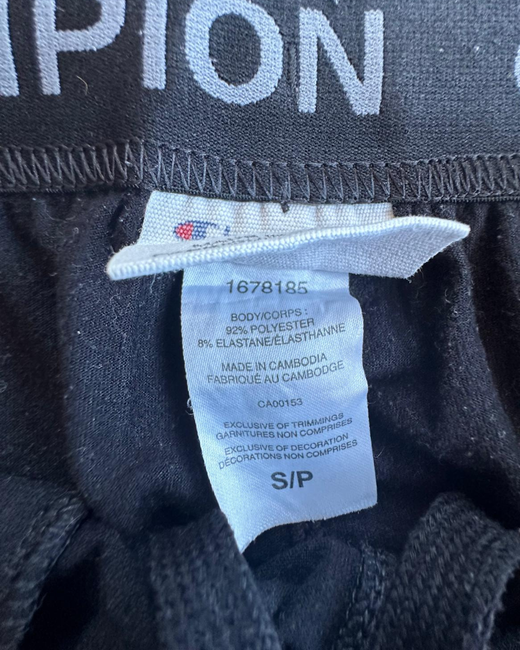 PION
1678185
BODY/CORPS :
92% POLYESTER
8% ELASTANE/ÉLASTHANNE
MADE IN CAMBODIA
FABRIQUÉ AU CAMBODGE
CA00153
EXCLUSIVE OF TRIMMINGS
GARNITURES NON COMPRISES
EXCLUSIVE OF DECORATION
DÉCORATIONS NON COMPRISES
S/P